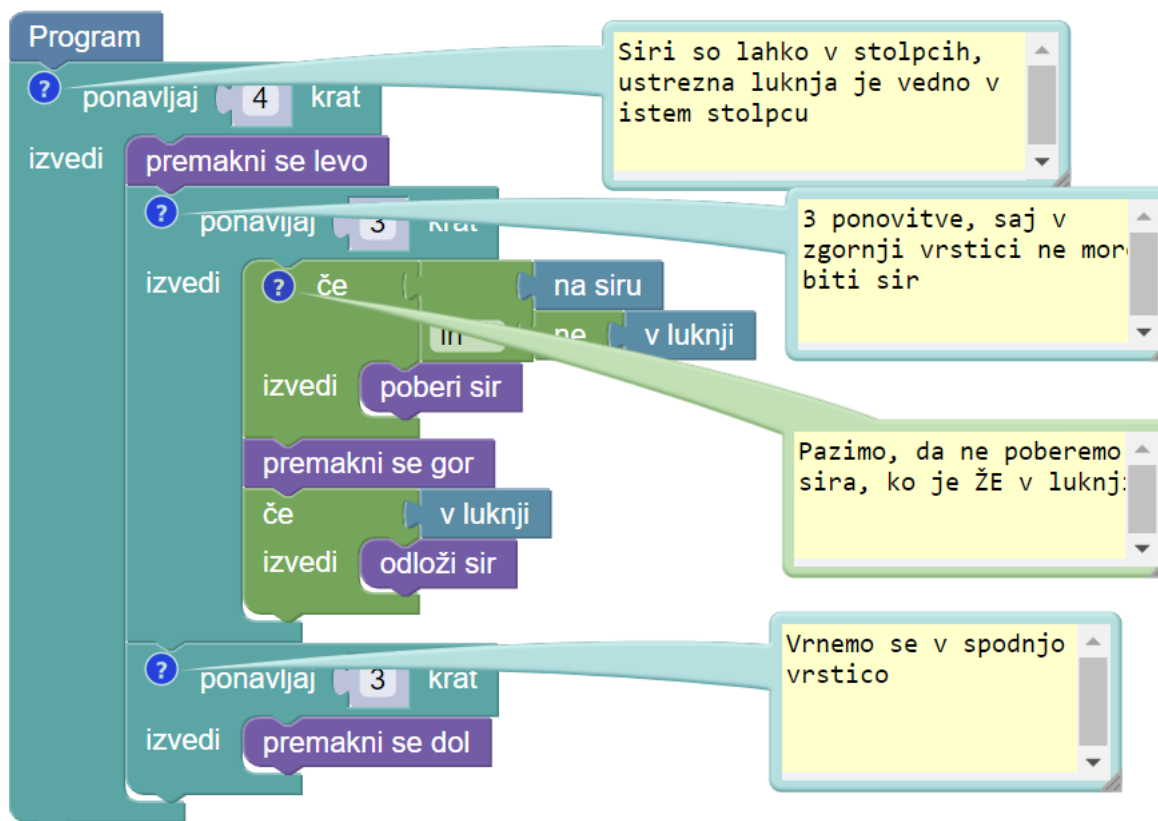 Program
ponavljaj 4 krat
Siri so lahko v stolpcih,
ustrezna luknja je vedno v
istem stolpcu
izvedi premakni se levo
ponavljaj 3 krat
3 ponovitve, saj v
zgornji vrstici ne more
biti sir
izvedi ? če na siru
in ne v luknji
izvedi poberi sir
Pazimo, da ne poberemo
sira, ko je ŽE v
premakni se gor
če v luknji
izvedi odloži sir
Vrnemo se v spodnjo
vrstico
? ponavljaj 3 krat
izvedi premakni se dol